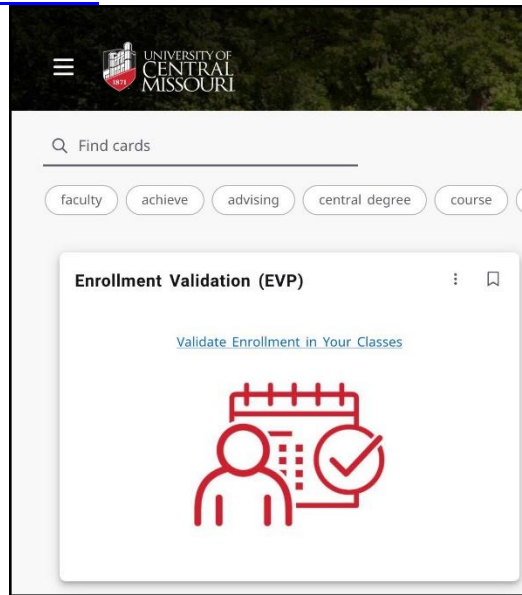 UNIVERSITY OF
CENTRAL
MISSOURI
1871
Find cards
faculty achieve advising central degree course
Enrollment Validation (EVP)
Validate Enrollment in Your Classes